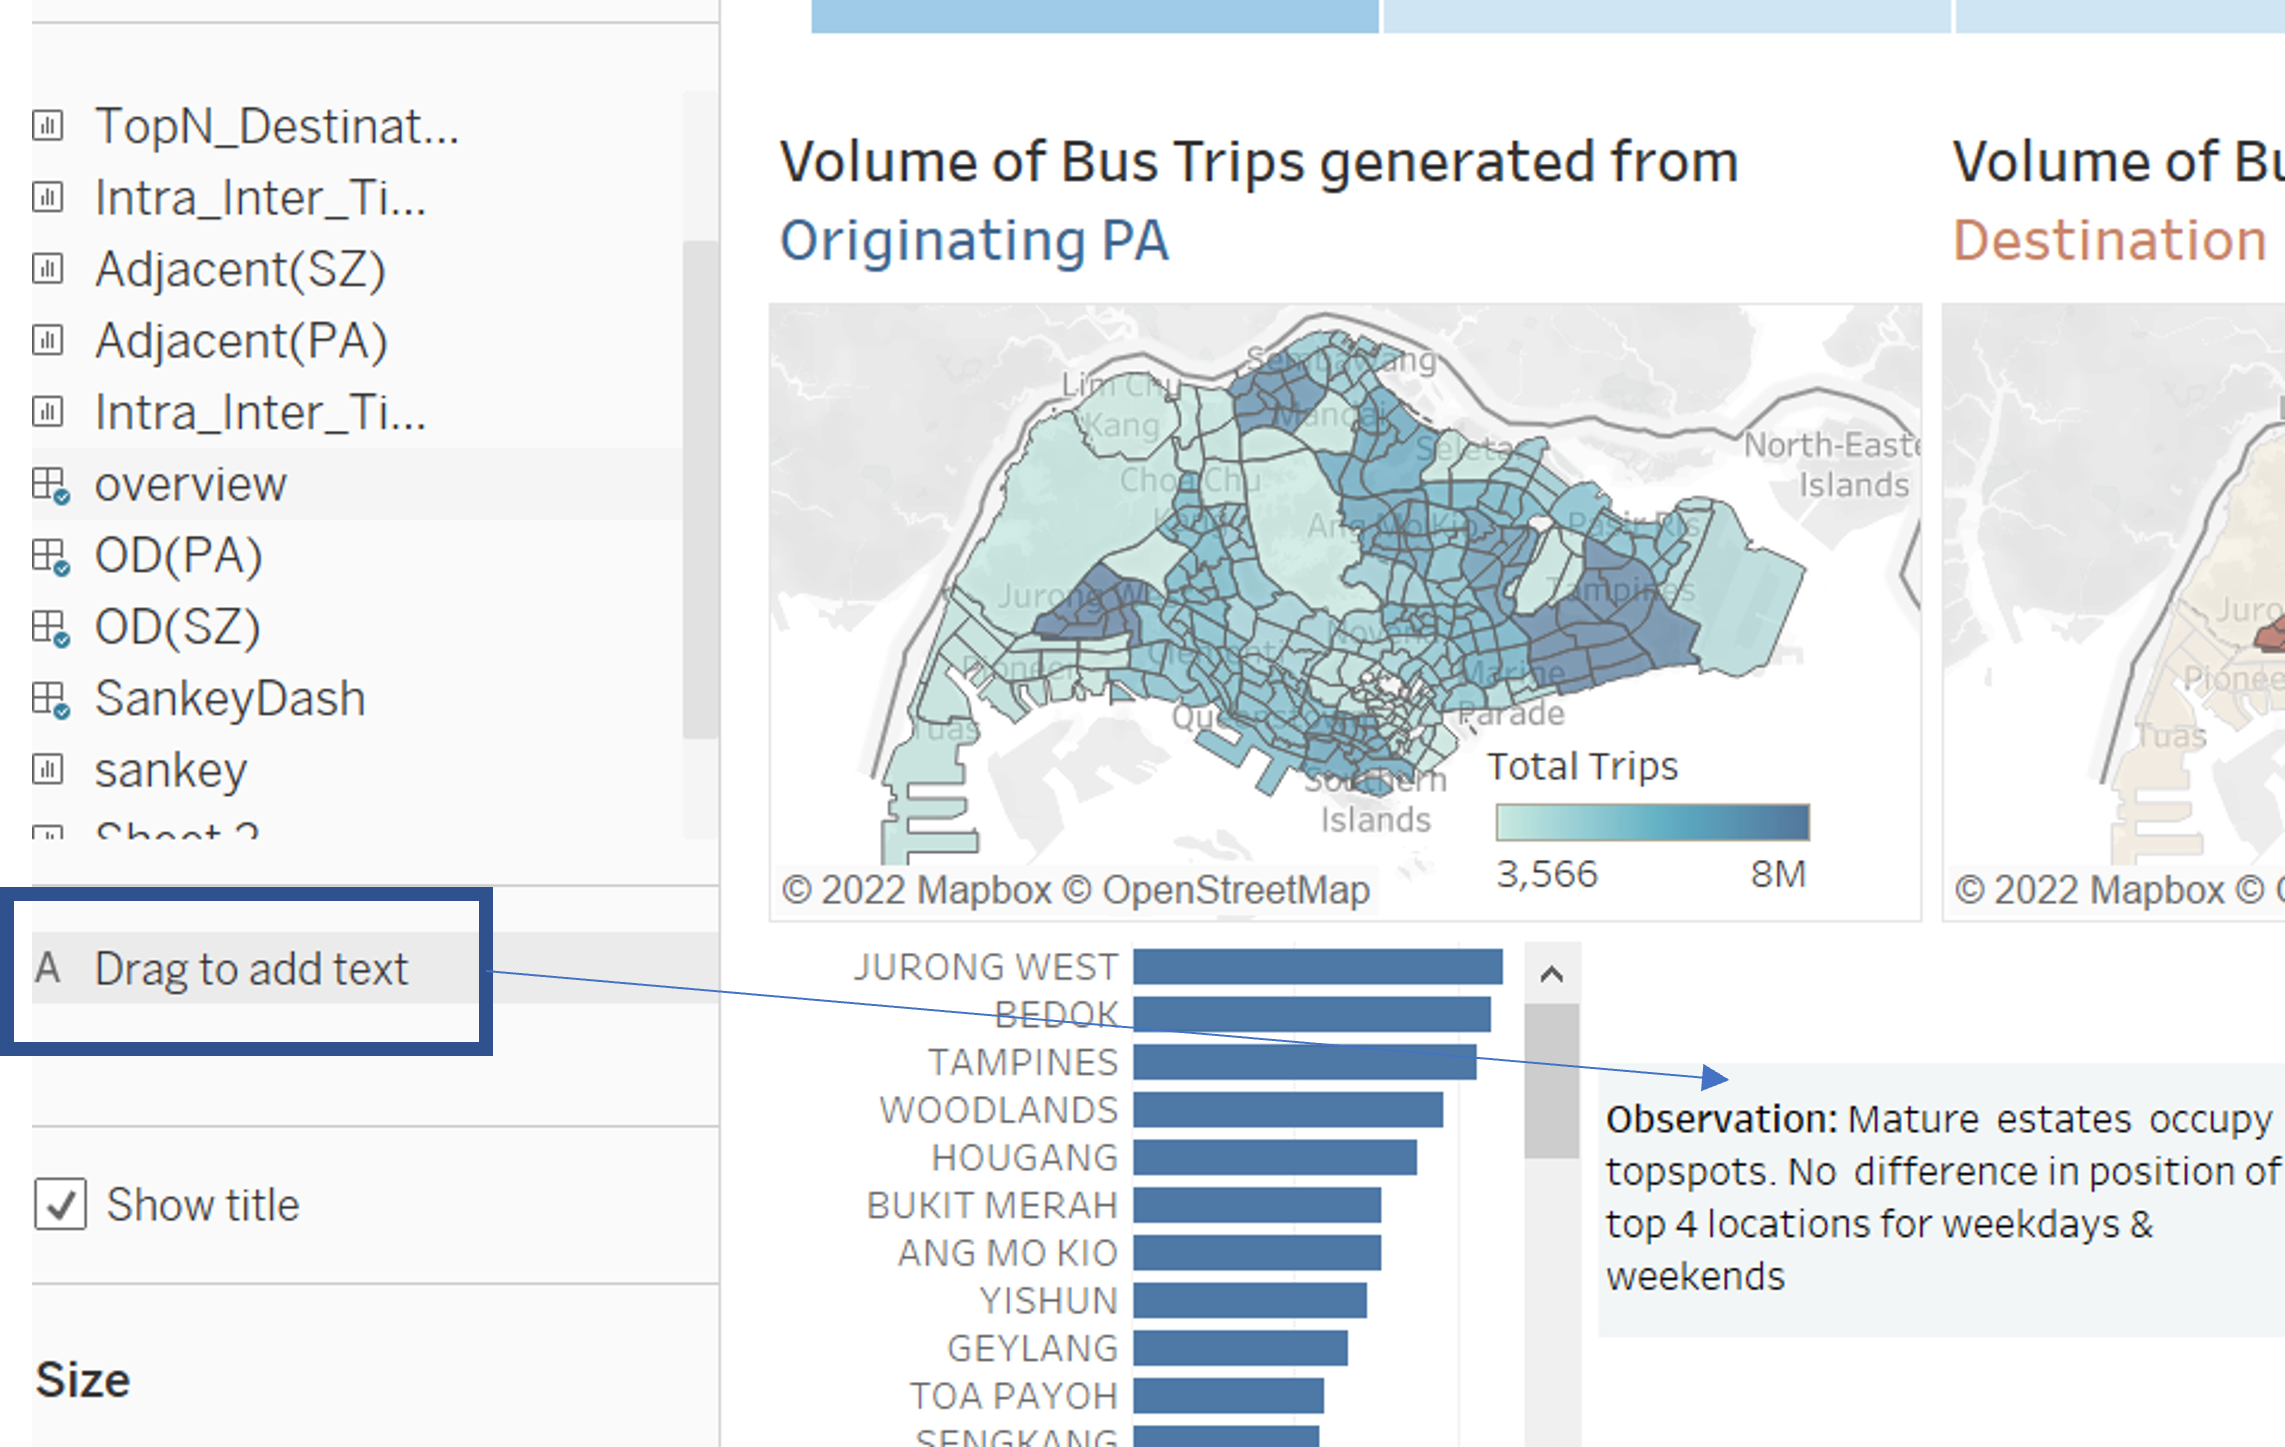 TopN_Destinat...
Intra_Inter_Ti...
Adjacent(SZ)
Adjacent(PA)
Intra_Inter_Ti...
overview
OD(PA)
OD(SZ)
SankeyDash
sankey
Sheet 2
A Drag to add text
Show title
Size
Volume of Bus Trips generated from
Originating PA
Sembawang
Lim Chu
Kang
Mandai
Seletar
North-Easte
Islands
Choa Chu
Kang
Ang Mo Kio
Pasir Ris
Jurong West
Tampines
Novena
Clementi
Pioneer
Marine
Parade
Queenstown
Tuas
Southern
Islands
Total Trips
3,566 8M
© 2022 Mapbox © OpenStreetMap
Volume of Bu
Destination
Juro
Pionee
Tuas
© 2022 Mapbox ©
JURONG WEST
BEDOK
TAMPINES
WOODLANDS
HOUGANG
BUKIT MERAH
ANG MO KIO
YISHUN
GEYLANG
TOA PAYOH
SENGKANG
Observation: Mature estates occupy
topspots. No difference in position of
top 4 locations for weekdays &
weekends